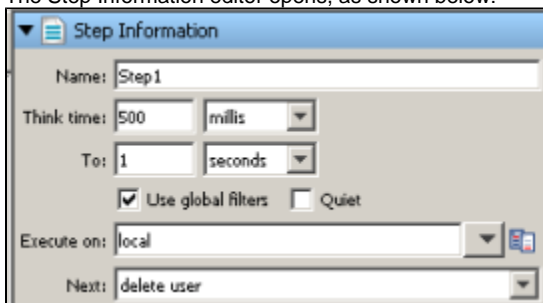 The Step Information editor opens, as shown below.
Step Information
Name: Step1
Think time: 500 millis
To: 1 seconds
Use global filters Quiet
Execute on: local
Next: delete user